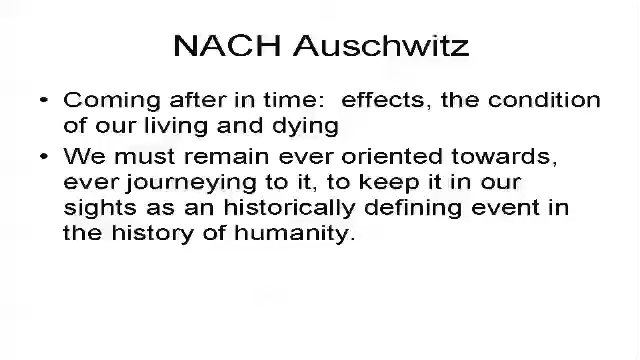 NACH Auschwitz
• Coming after in time:  effects, the condition
of our living and dying
• We must remain ever oriented towards,
ever journeying to it, to keep it in our
sights as an historically defining event in
the history of humanity.